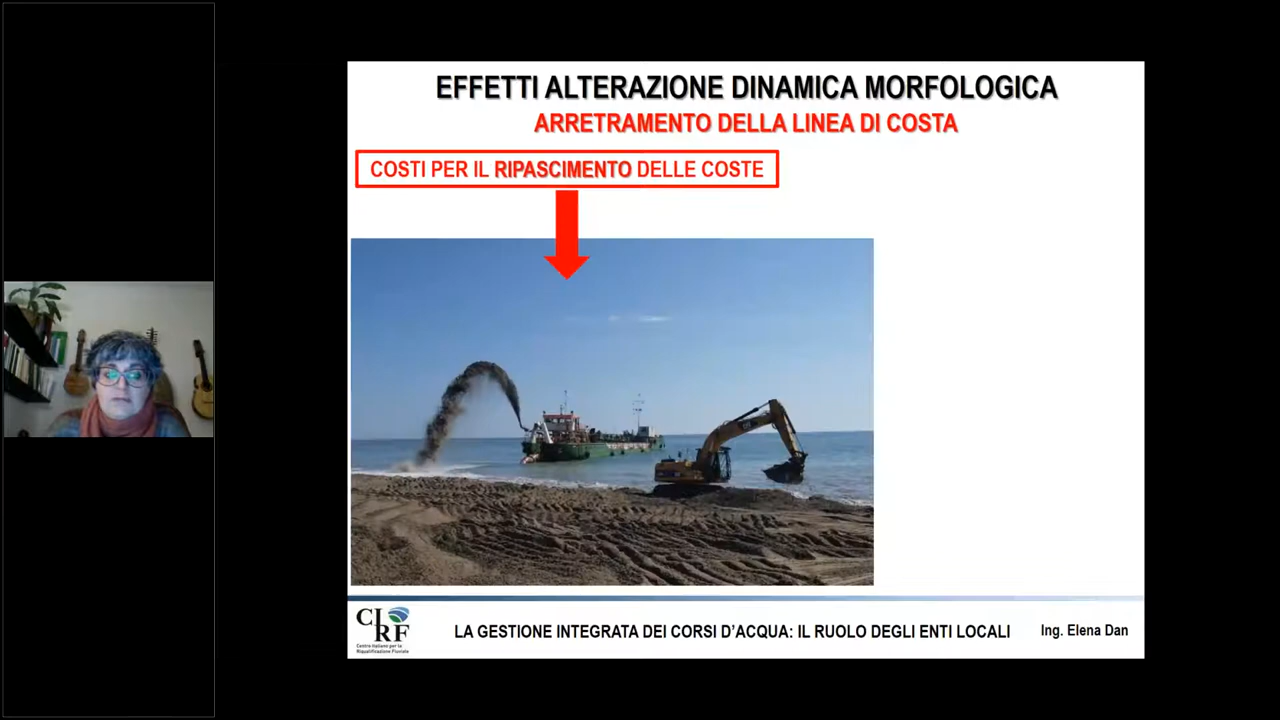 EFFETTI ALTERAZIONE DINAMICA MORFOLOGICA
ARRETRAMENTO DELLA LINEA DI COSTA
COSTI PER IL RIPASCIMENTO DELLE COSTE
CIRF
Centro Italiano per la
Riqualificazione Fluviale
LA GESTIONE INTEGRATA DEI CORSI D'ACQUA: IL RUOLO DEGLI ENTI LOCALI
Ing. Elena Dan